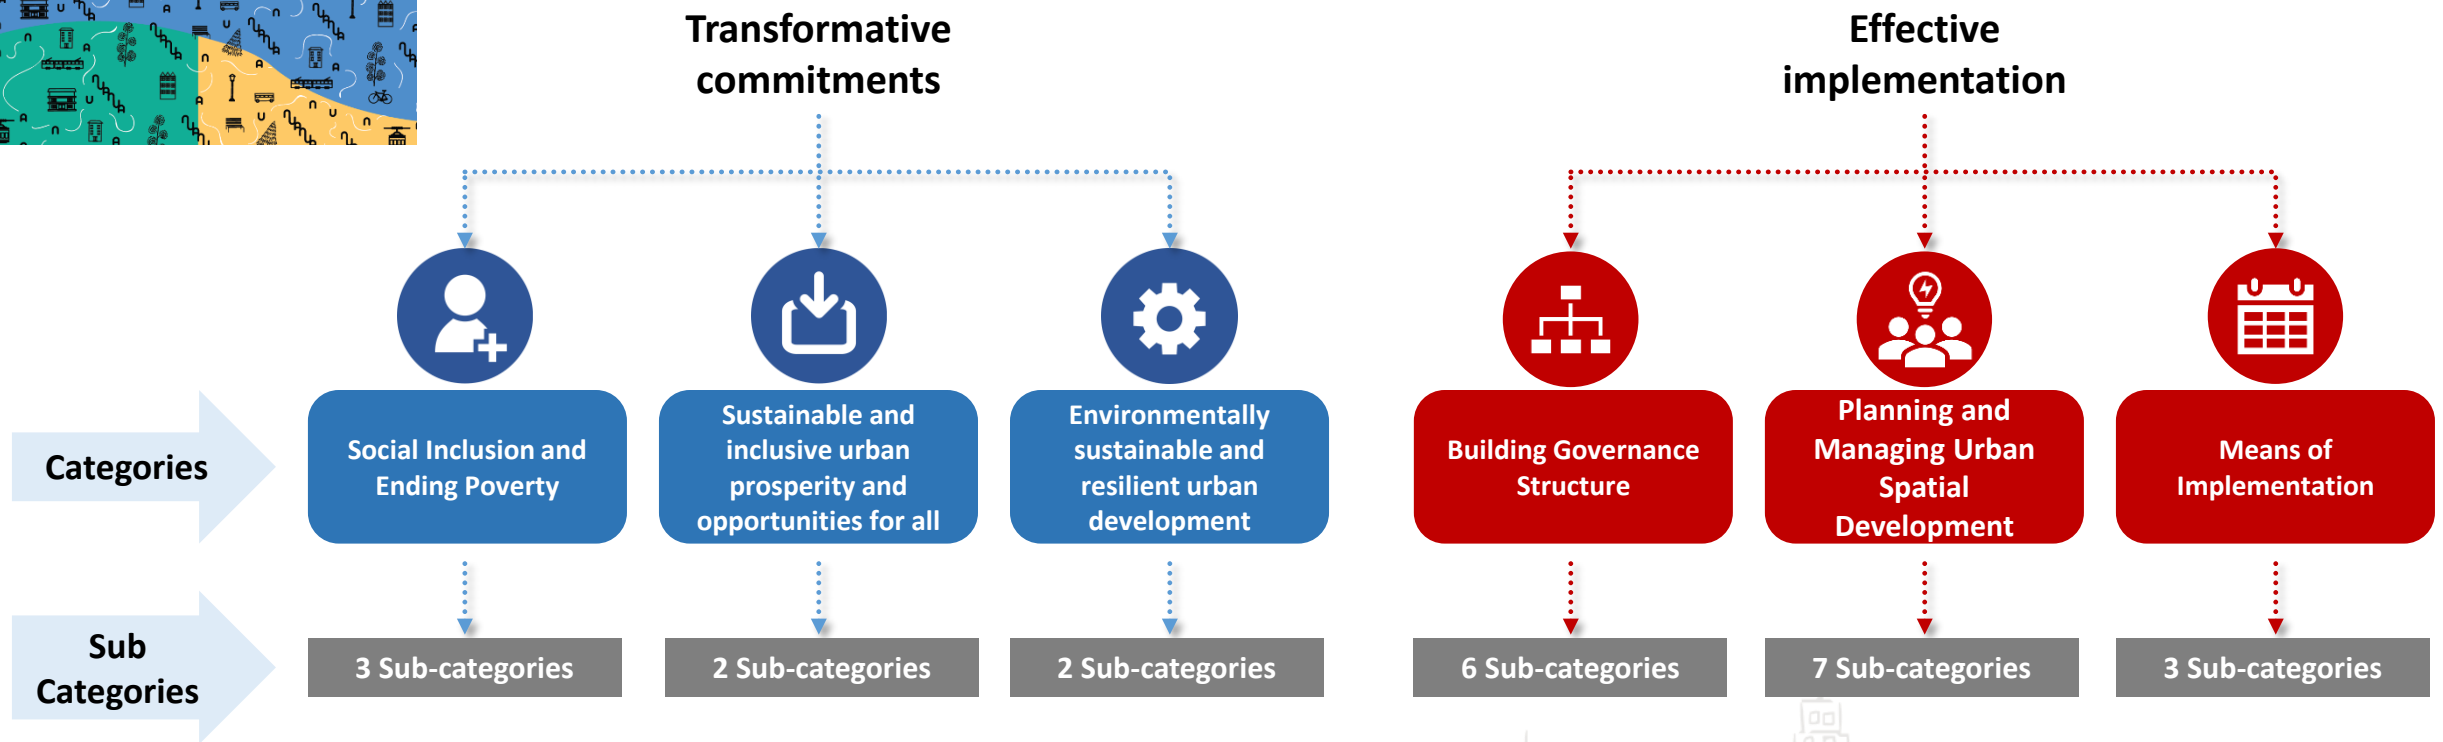 Transformative
commitments
Effective
implementation
Categories
Social Inclusion and
Ending Poverty
Sustainable and
inclusive urban
prosperity and
opportunities for all
Environmentally
sustainable and
resilient urban
development
Building Governance
Structure
Planning and
Managing Urban
Spatial
Development
Means of
Implementation
Sub
Categories
3 Sub-categories
2 Sub-categories
2 Sub-categories
6 Sub-categories
7 Sub-categories
3 Sub-categories